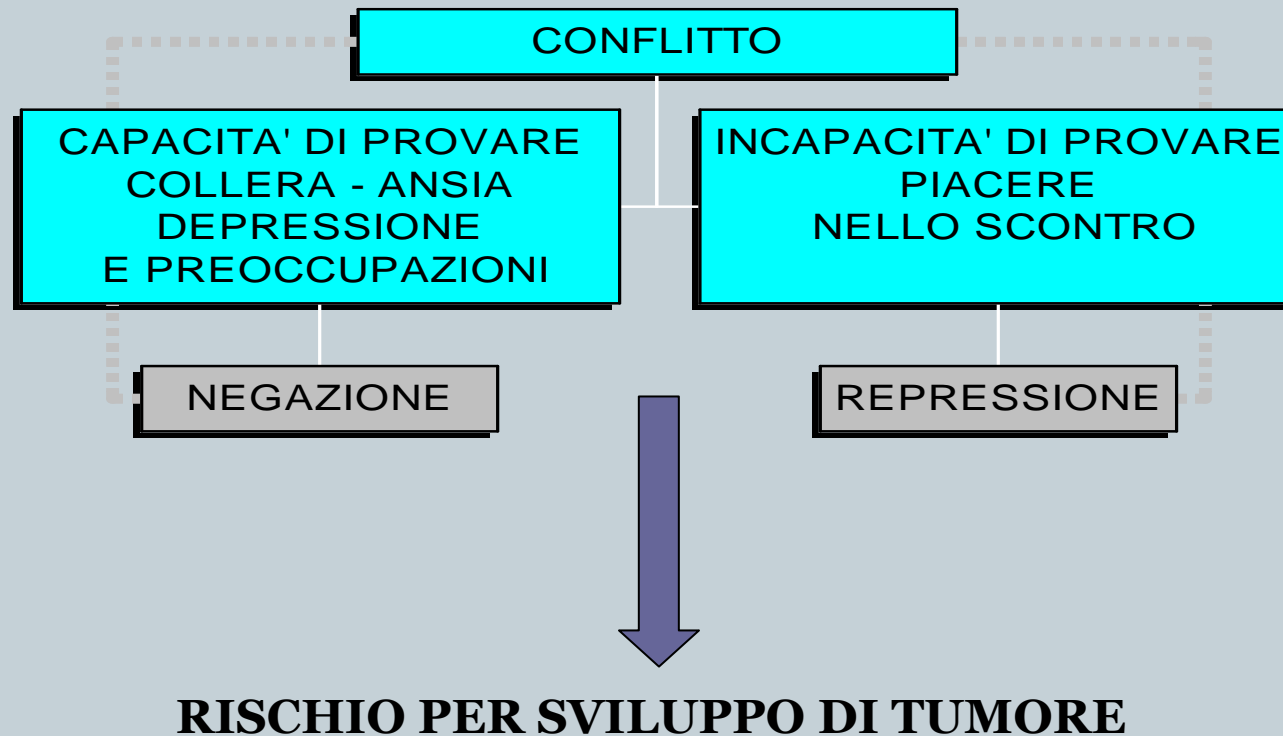 CONFLITTO
CAPACITA' DI PROVARE
COLLERA - ANSIA
DEPRESSIONE
E PREOCCUPAZIONI
INCAPACITA' DI PROVARE
PIACERE
NELLO SCONTRO
NEGAZIONE
REPRESSIONE
RISCHIO PER SVILUPPO DI TUMORE